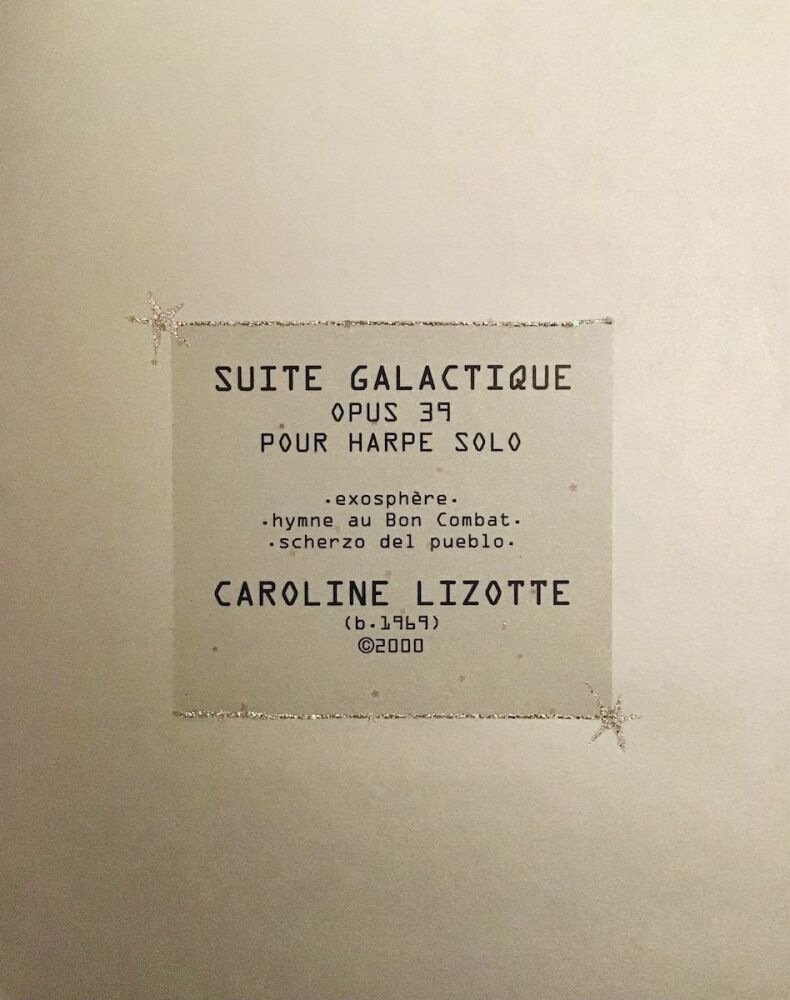 SUITE GALACTIQUE
OPUS 39
POUR HARPE SOLO
·exosphère·
·hymne au Bon Combat·
·scherzo del pueblo·
CAROLINE LIZOTTE
(b.1969)
©2000